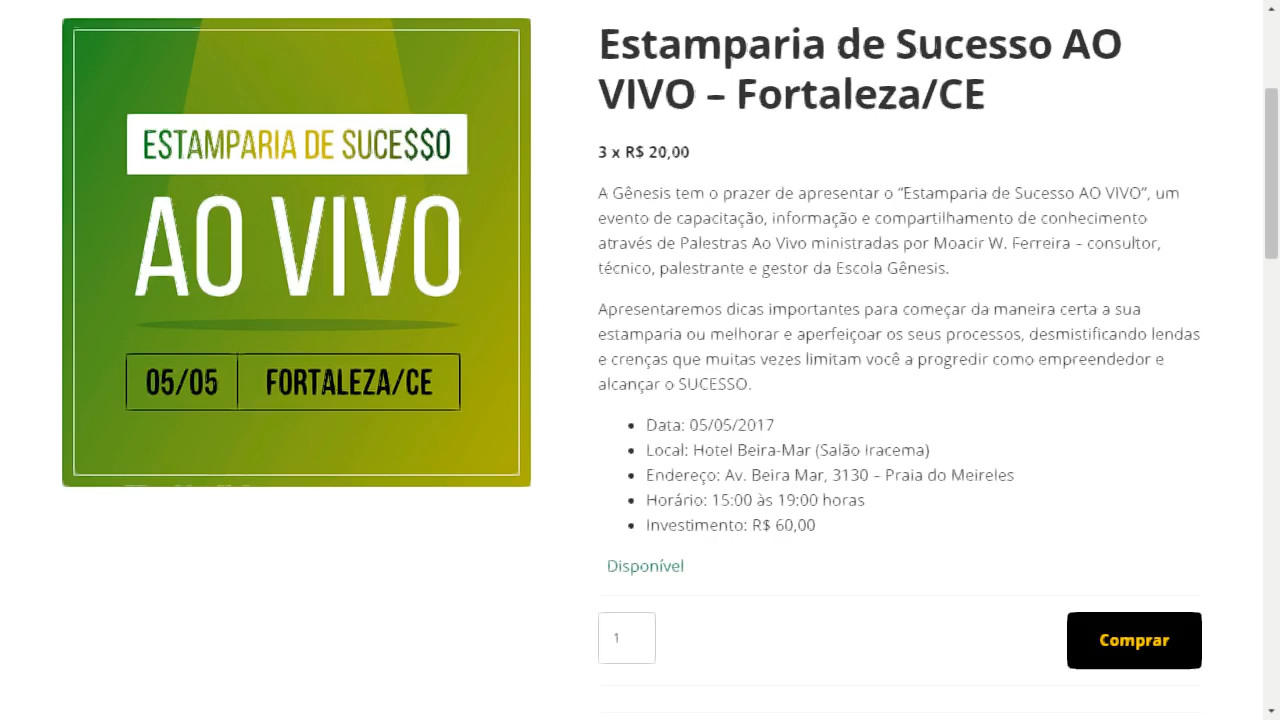 ESTAMPARIA DE SUCE$$O
AO VIVO
05/05
FORTALEZA/CE
Estamparia de Sucesso AO
VIVO – Fortaleza/CE
3 x R$ 20,00
A Gênesis tem o prazer de apresentar o “Estamparia de Sucesso AO VIVO”, um
evento de capacitação, informação e compartilhamento de conhecimento
através de Palestras Ao Vivo ministradas por Moacir W. Ferreira – consultor,
técnico, palestrante e gestor da Escola Gênesis.
Apresentaremos dicas importantes para começar da maneira certa a sua
estamparia ou melhorar e aperfeiçoar os seus processos, desmistificando lendas
e crenças que muitas vezes limitam você a progredir como empreendedor e
alcançar o SUCESSO.
Data: 05/05/2017
Local: Hotel Beira-Mar (Salão Iracema)
Endereço: Av. Beira Mar, 3130 – Praia do Meireles
Horário: 15:00 às 19:00 horas
Investimento: R$ 60,00
Disponível
1
Comprar